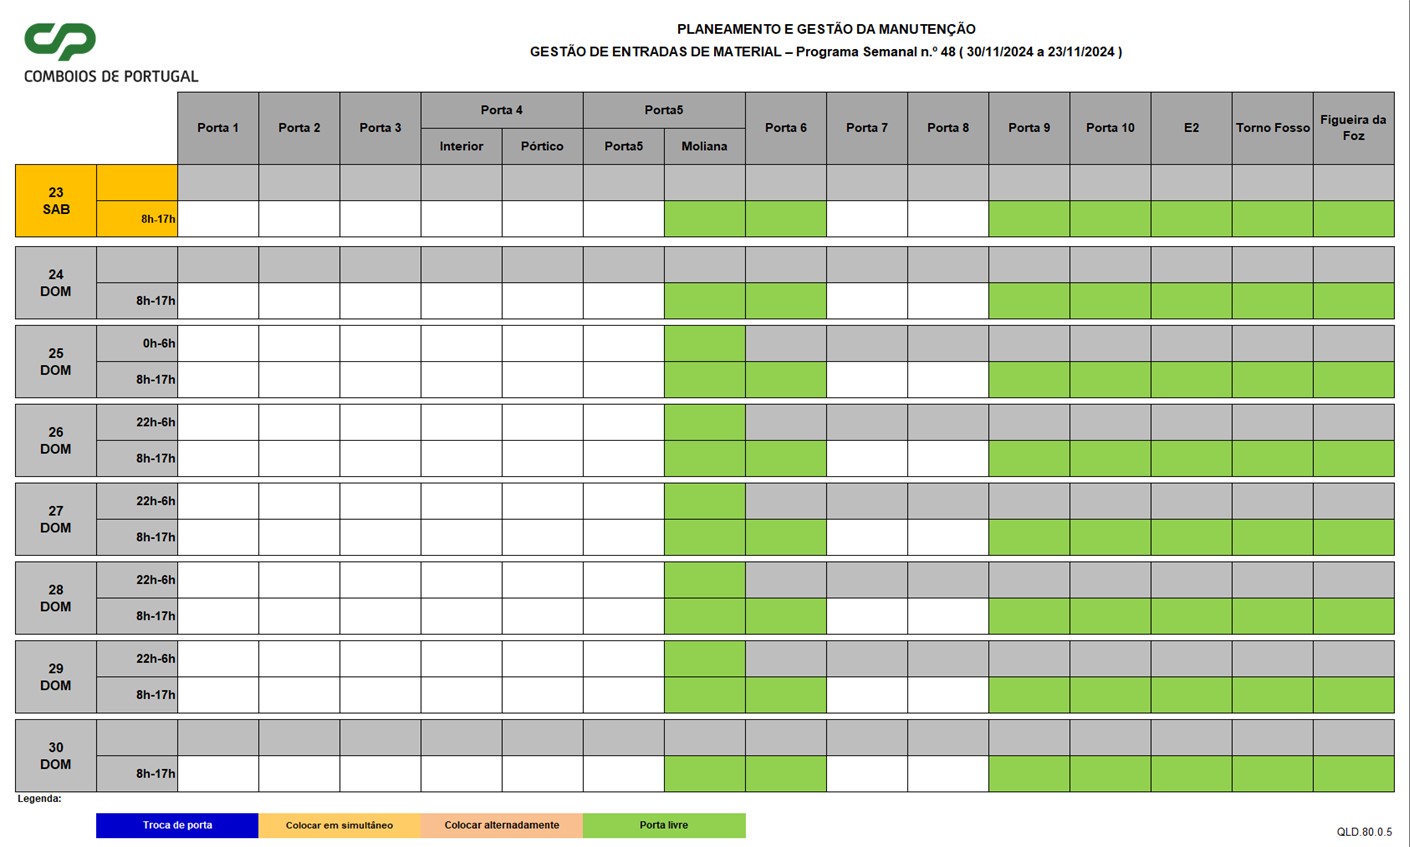 COMBOIOS DE PORTUGAL
PLANEAMENTO E GESTÃO DA MANUTENÇÃO
GESTÃO DE ENTRADAS DE MATERIAL – Programa Semanal n.º 48 ( 30/11/2024 a 23/11/2024 )
Porta 1
Porta 2
Porta 3
Porta 4
Interior
Pórtico
Porta5
Porta5
Moliana
Porta 6
Porta 7
Porta 8
Porta 9
Porta 10
E2
Torno Fosso
Figueira da
Foz
23
SAB
8h-17h
24
DOM
8h-17h
25
DOM
0h-6h
8h-17h
26
DOM
22h-6h
8h-17h
27
DOM
22h-6h
8h-17h
28
DOM
22h-6h
8h-17h
29
DOM
22h-6h
8h-17h
30
DOM
8h-17h
Legenda:
Troca de porta
Colocar em simultâneo
Colocar alternadamente
Porta livre
QLD.80.0.5